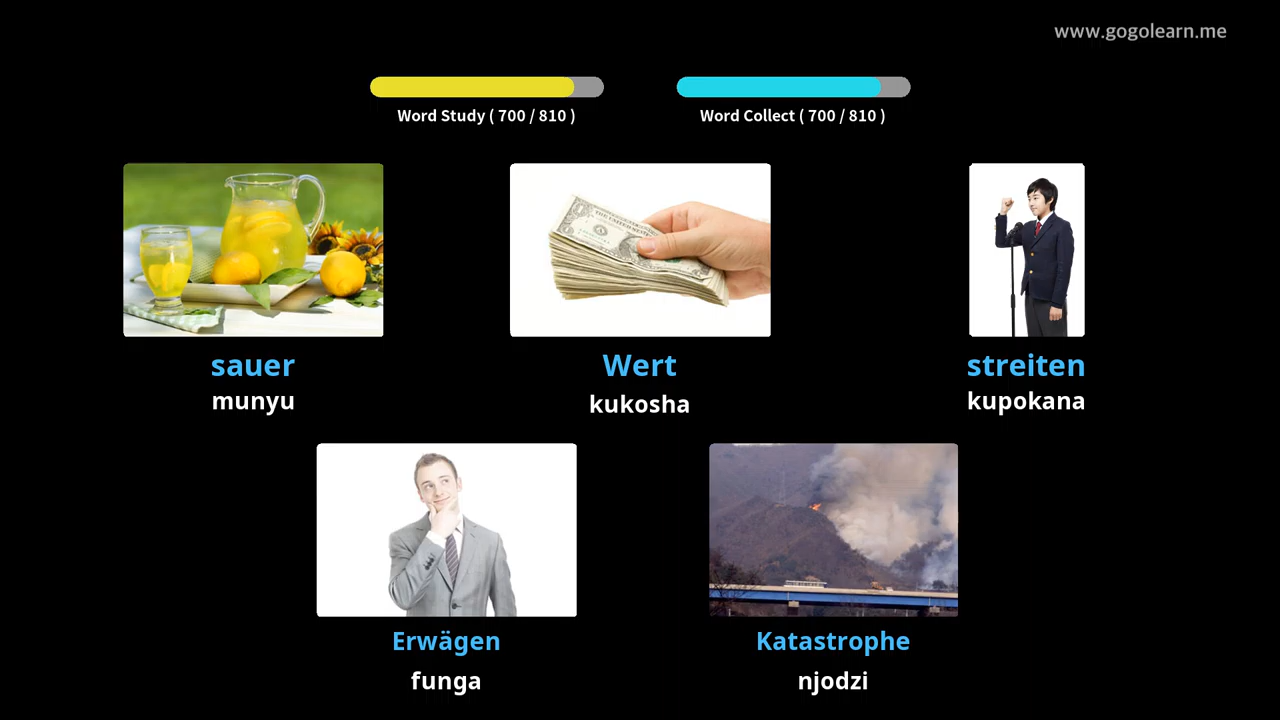 www.gogolearn.me
Word Study ( 700 / 810 )
Word Collect ( 700 / 810 )
sauer
munyu
Wert
kukosha
streiten
kupokana
Erwägen
funga
Katastrophe
njodzi